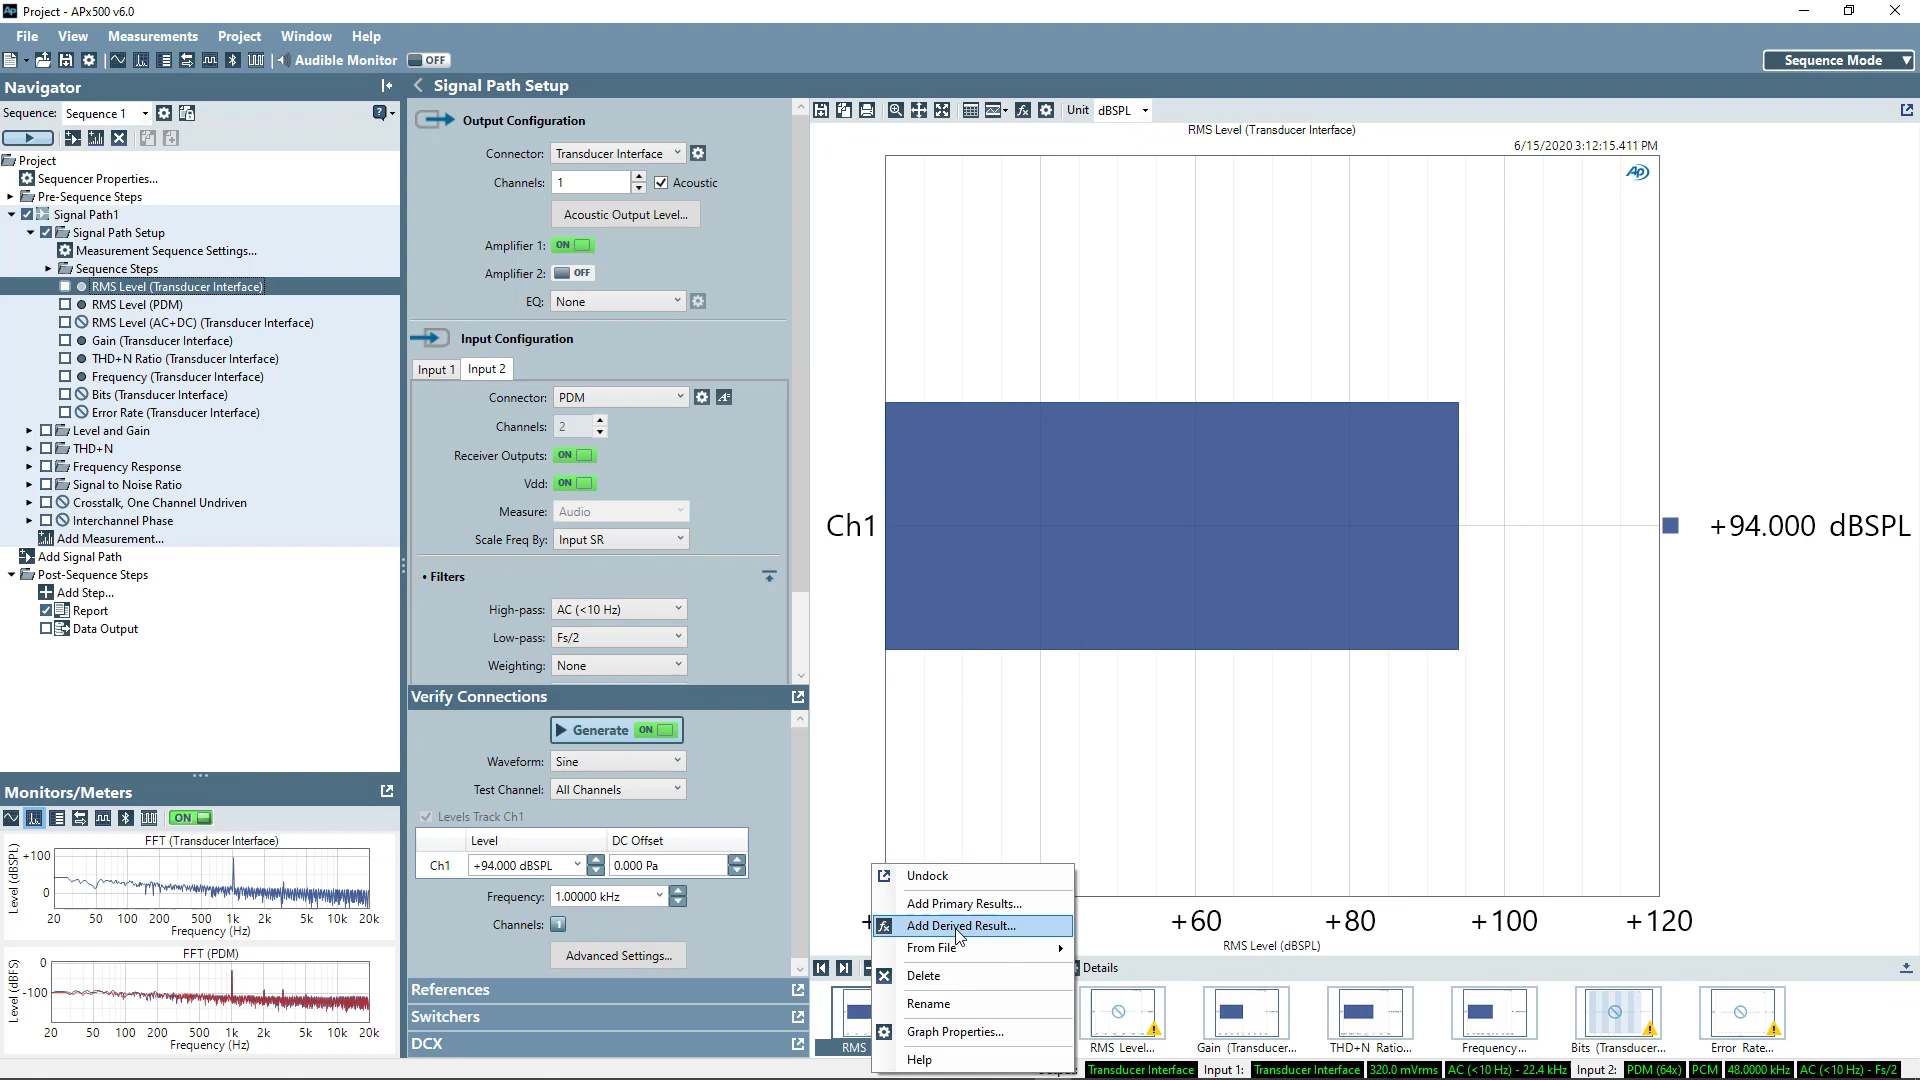 Project - APx500 v6.0
File View Measurements Project Window Help
Audible Monitor OFF
Sequence Mode
Navigator
Sequence: Sequence 1
Project
Sequencer Properties...
Pre-Sequence Steps
Signal Path1
Signal Path Setup
Measurement Sequence Settings...
Sequence Steps
RMS Level (Transducer Interface)
RMS Level (PDM)
RMS Level (AC+DC) (Transducer Interface)
Gain (Transducer Interface)
THD+N Ratio (Transducer Interface)
Frequency (Transducer Interface)
Bits (Transducer Interface)
Error Rate (Transducer Interface)
Level and Gain
THD+N
Frequency Response
Signal to Noise Ratio
Crosstalk, One Channel Undriven
Interchannel Phase
Add Measurement...
Add Signal Path
Post-Sequence Steps
Add Step...
Report
Data Output
Monitors/Meters
ON
FFT (Transducer Interface)
Level (dBSPL)
+100
0
20 50 100 200 500 1k 2k 5k 10k 20k
Frequency (Hz)
FFT (PDM)
Level (dBFS)
0
-100
20 50 100 200 500 1k 2k 5k 10k 20k
Frequency (Hz)
Signal Path Setup
Output Configuration
Connector: Transducer Interface
Channels: 1 Acoustic
Acoustic Output Level...
Amplifier 1: ON
Amplifier 2: OFF
EQ: None
Input Configuration
Input 1 Input 2
Connector: PDM
Channels: 2
Receiver Outputs: ON
Vdd: ON
Measure: Audio
Scale Freq By: Input SR
• Filters
High-pass: AC (<10 Hz)
Low-pass: Fs/2
Weighting: None
Verify Connections
Generate ON
Waveform: Sine
Test Channel: All Channels
Levels Track Ch1
Level DC Offset
Ch1 +94.000 dBSPL 0.000 Pa
Frequency: 1.00000 kHz
Channels: 1
Advanced Settings...
References
Switchers
DCX
Unit dBSPL
RMS Level (Transducer Interface)
6/15/2020 3:12:15.411 PM
AP
Ch1
+94.000 dBSPL
+60 +80 +100 +120
RMS Level (dBSPL)
Undock
Add Primary Results...
Add Derived Result...
From File
Delete
Rename
Graph Properties...
Help
Details
RMS
RMS Level...
Gain (Transducer...
THD+N Ratio...
Frequency...
Bits (Transducer...
Error Rate...
Transducer Interface Input 1: Transducer Interface 320.0 mVrms AC (<10 Hz) - 22.4 kHz Input 2: PDM (64x) PCM 48.0000 kHz AC (<10 Hz) - Fs/2